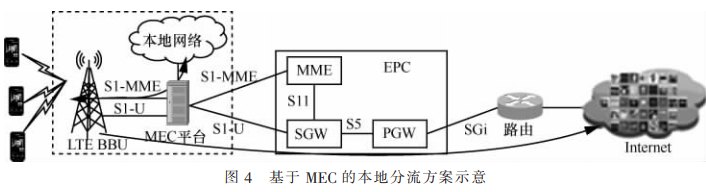 本地网络
S1-MME
S1-U
MEC平台
LTE BBU
S1-MME
S1-U
EPC
MME
S11
SGW
S5
PGW
SGi
路由
Internet
图 4 基于 MEC 的本地分流方案示意